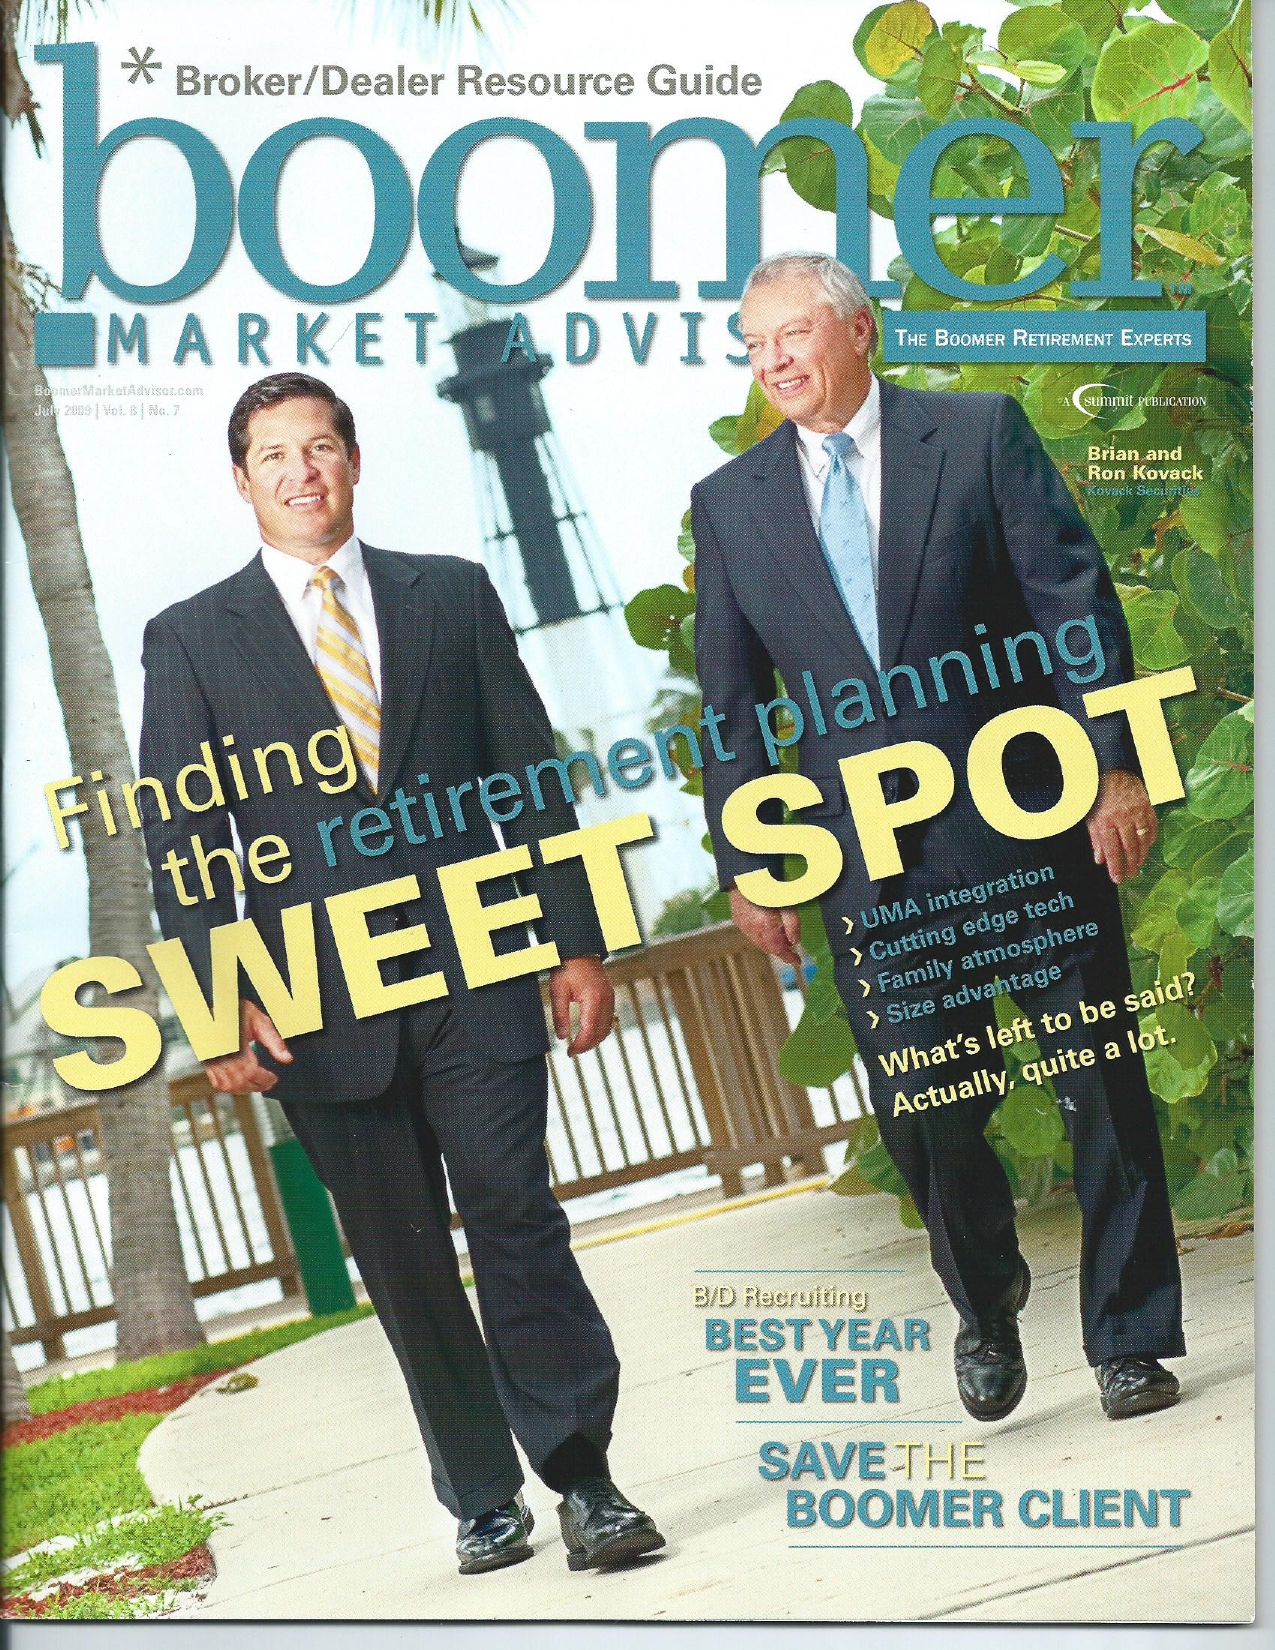 * Broker/Dealer Resource Guide
boomer™
MARKET ADVIS
THE BOOMER RETIREMENT EXPERTS
BoomerMarketAdvisor.com
July 2009 | Vol. 8 | No. 7
A summit PUBLICATION
Brian and
Ron Kovack
Kovack Securities
Finding
the retirement planning
SWEET SPOT
› UMA integration
› Cutting edge tech
› Family atmosphere
› Size advantage
What's left to be said?
Actually, quite a lot.
B/D Recruiting
BEST YEAR
EVER
SAVE THE
BOOMER CLIENT